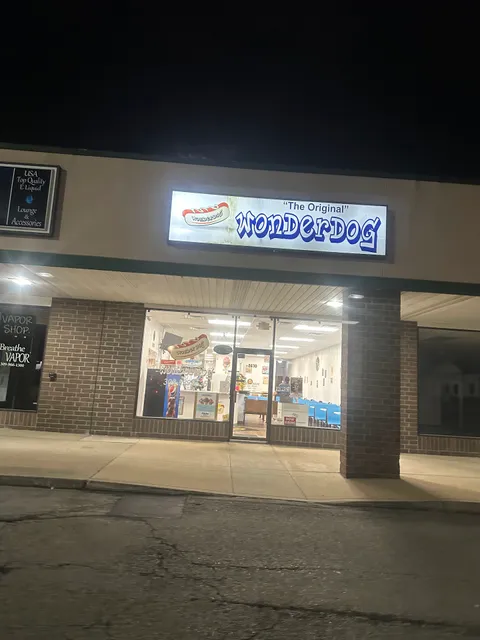 USA
Top Quality
E Liquid
Lounge
&
Accessories
"The Original"
WONDERDOG
VAPOR
SHOP
Breathe
VAPOR